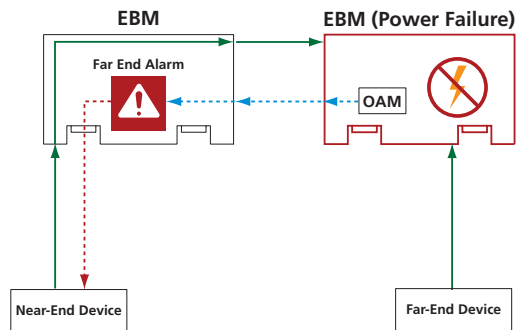 EBM
EBM (Power Failure)
Far End Alarm
OAM
Near-End Device
Far-End Device